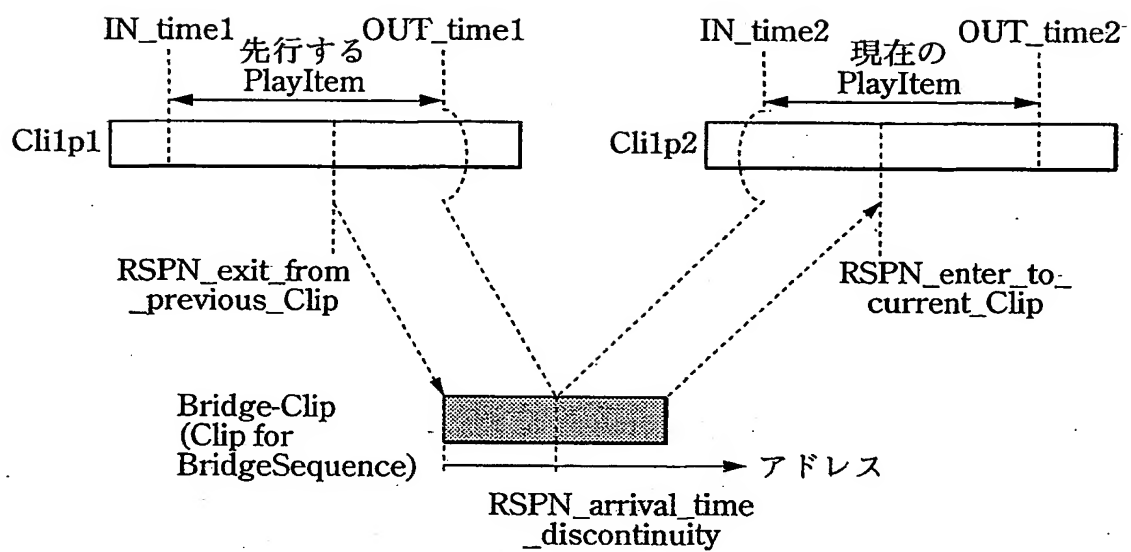 IN_time1
先行する
PlayItem
OUT_time1
IN_time2
現在の
PlayItem
OUT_time2
Cli1p1
Cli1p2
RSPN_exit_from
_previous_Clip
RSPN_enter_to_
current_Clip
Bridge-Clip
(Clip for
BridgeSequence)
アドレス
RSPN_arrival_time
_discontinuity